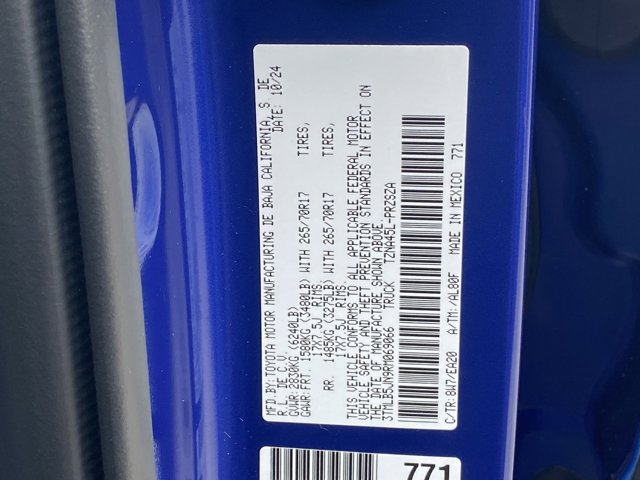 MFD.BY:TOYOTA MOTOR MANUFACTURING DE BAJA CALIFORNIA, S. DE
R. L. DE C.V. DATE: 10/24
GVWR:2830KG (6240LB)
GAWR:FRT. 1580KG (3480LB) WITH 265/70R17 TIRES,
17X7.5J RIMS,
RR. 1485KG (3275LB) WITH 265/70R17 TIRES,
17X7.5J RIMS,
THIS VEHICLE CONFORMS TO ALL APPLICABLE FEDERAL MOTOR
VEHICLE SAFETY AND THEFT PREVENTION STANDARDS IN EFFECT ON
THE DATE OF MANUFACTURE SHOWN ABOVE.
3TMLB5JN9RM069066 TRUCK TZNA45L-PRZSZA
C/TR:8W7/EA20 A/TM:/AL80F MADE IN MEXICO 771
771